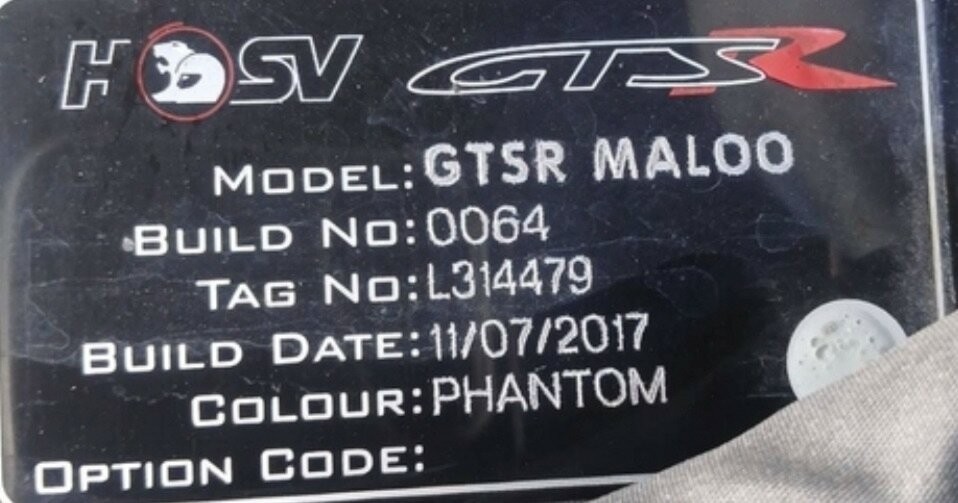 HSV GTSR
MODEL: GTSR MALOO
BUILD NO: 0064
TAG NO: L314479
BUILD DATE: 11/07/2017
COLOUR: PHANTOM
OPTION CODE: